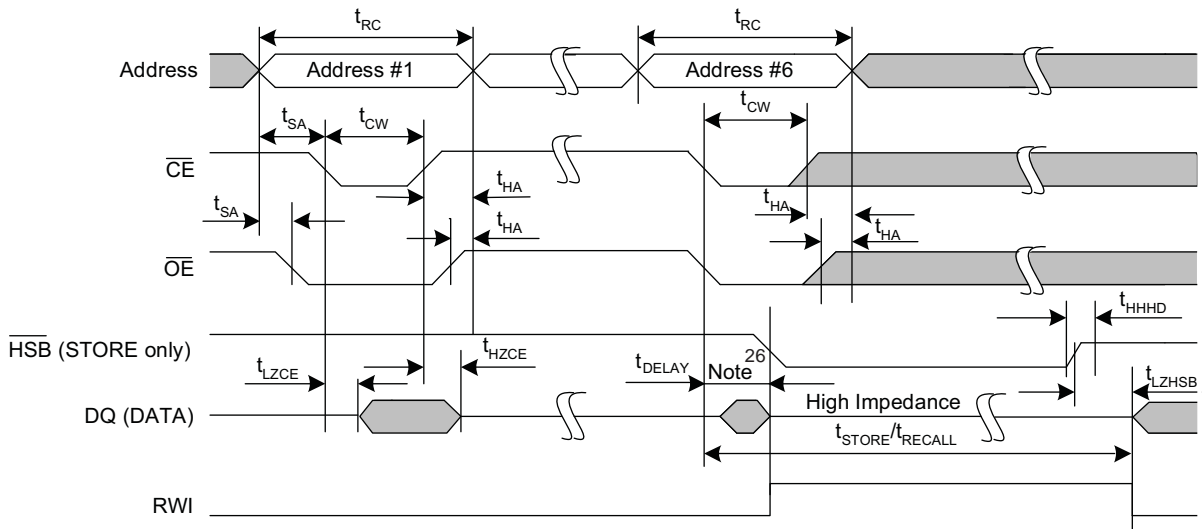 tRC
tRC
Address
Address #1
Address #6
tCW
tSA
tCW
CE
tHA
tSA
tHA
tHA
tHA
OE
tHHHD
HSB (STORE only)
tHZCE
26
tLZCE
tDELAY
Note
tLZHSB
DQ (DATA)
High Impedance
tSTORE/tRECALL
RWI